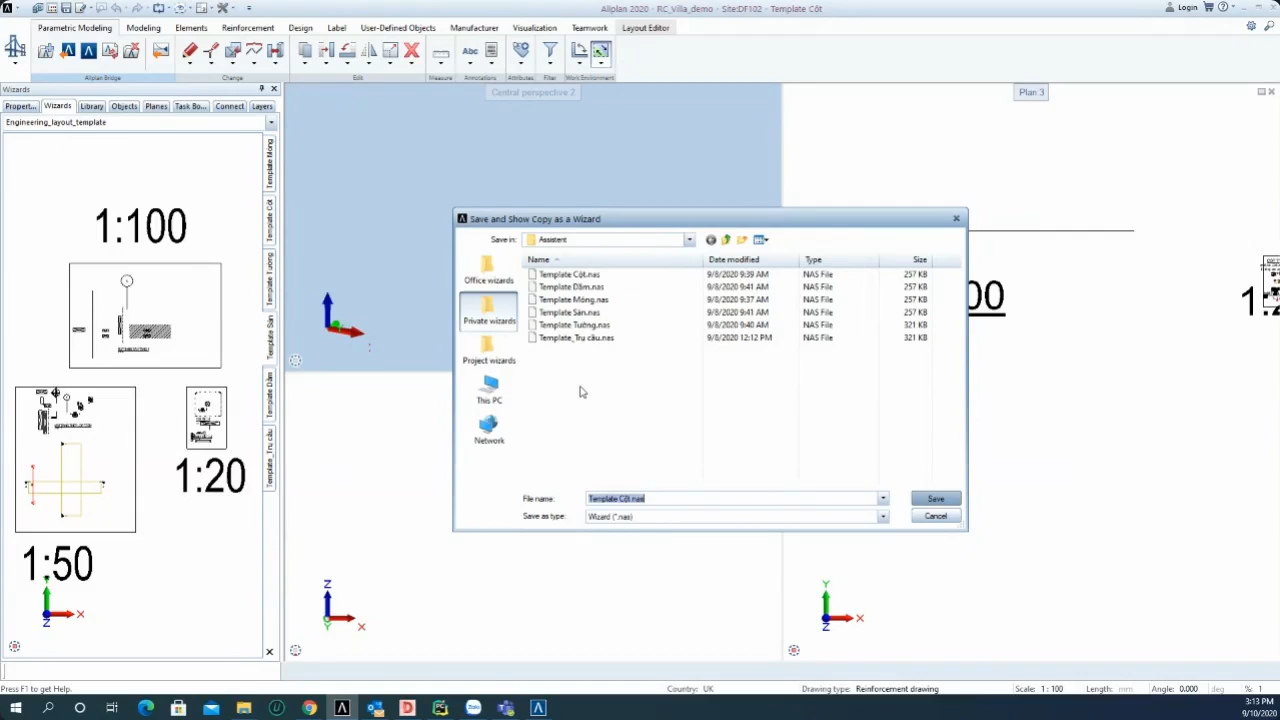 Allplan 2020 - RC_Villa_demo - Site:DF102 - Template Cột
Login
Parametric Modeling
Modeling
Elements
Reinforcement
Design
Label
User-Defined Objects
Manufacturer
Visualization
Teamwork
Layout Editor
Abc
Allplan Bridge
Change
Edit
Measure
Annotations
Attributes
Filter
Work Environment
Wizards
Propert...
Wizards
Library
Objects
Planes
Task Bo...
Connect
Layers
Engineering_layout_template
Template Móng
Template Cột
Template Tường
Template Sàn
Template Dầm
Template_Trụ cầu
1:100
1:20
1:50
Y
X
Z
Central perspective 2
Plan 3
00
Z
Y
X
Y
X
Z
Save and Show Copy as a Wizard
Save in:
Assistent
Office wizards
Private wizards
Project wizards
This PC
Network
Name
Date modified
Type
Size
Template Cột.nas 9/8/2020 9:39 AM NAS File 257 KB
Template Dầm.nas 9/8/2020 9:41 AM NAS File 257 KB
Template Móng.nas 9/8/2020 9:37 AM NAS File 257 KB
Template Sàn.nas 9/8/2020 9:41 AM NAS File 257 KB
Template Tường.nas 9/8/2020 9:40 AM NAS File 321 KB
Template_Trụ cầu.nas 9/8/2020 12:12 PM NAS File 321 KB
File name:
Template Cột.nas
Save
Save as type:
Wizard (*.nas)
Cancel
Press F1 to get Help.
Country: UK
Drawing type: Reinforcement drawing
Scale: 1 : 100
Length: mm
Angle: 0.000
deg
%: 1
3:13 PM
9/10/2020